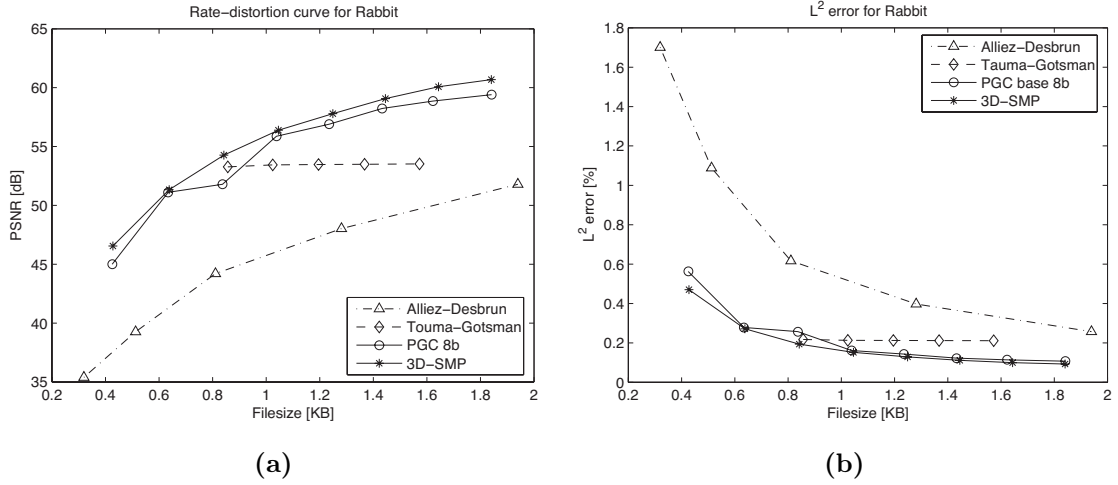 Rate−distortion curve for Rabbit
65
60
55
50
45
40
35
PSNR [dB]
0.2 0.4 0.6 0.8 1 1.2 1.4 1.6 1.8 2
Filesize [KB]
Alliez-Desbrun
Touma-Gotsman
PGC 8b
3D-SMP
(a)
L² error for Rabbit
1.8
1.6
1.4
1.2
1
0.8
0.6
0.4
0.2
0
L² error [%]
0.2 0.4 0.6 0.8 1 1.2 1.4 1.6 1.8 2
Filesize [KB]
Alliez-Desbrun
Tauma-Gotsman
PGC base 8b
3D-SMP
(b)